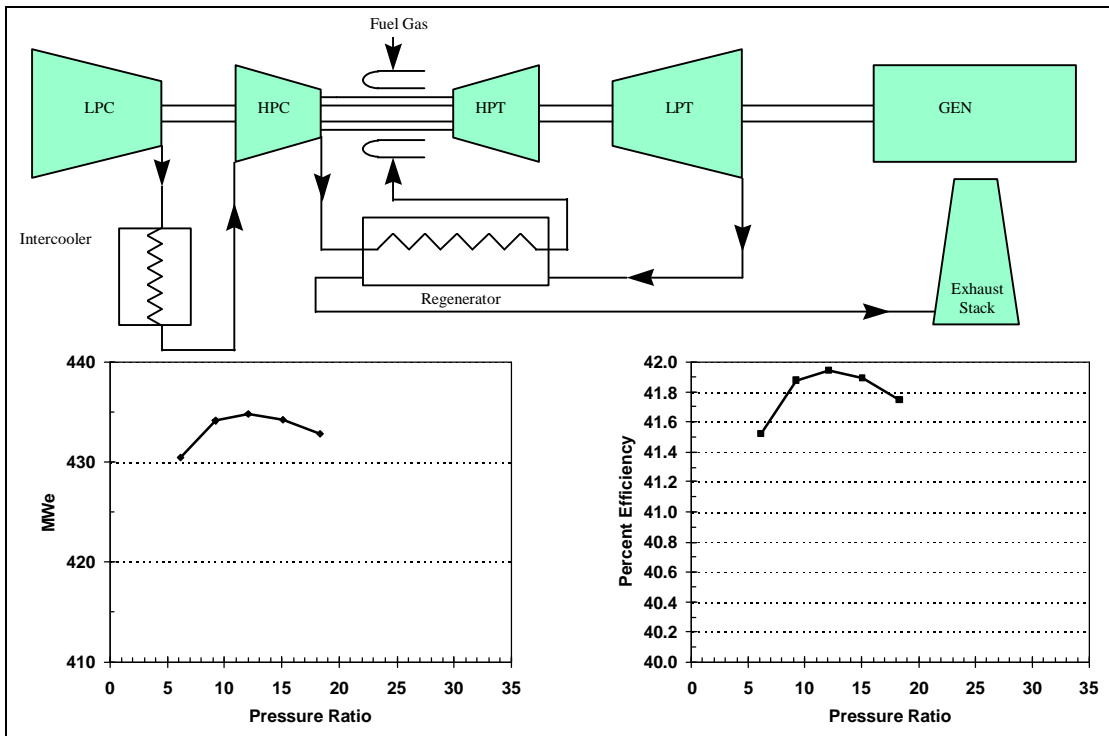 Fuel Gas
LPC
HPC
HPT
LPT
GEN
Intercooler
Regenerator
Exhaust
Stack
440
430
420
410
MWe
0 5 10 15 20 25 30 35
Pressure Ratio
42.0
41.8
41.6
41.4
41.2
41.0
40.8
40.6
40.4
40.2
40.0
Percent Efficiency
0 5 10 15 20 25 30 35
Pressure Ratio